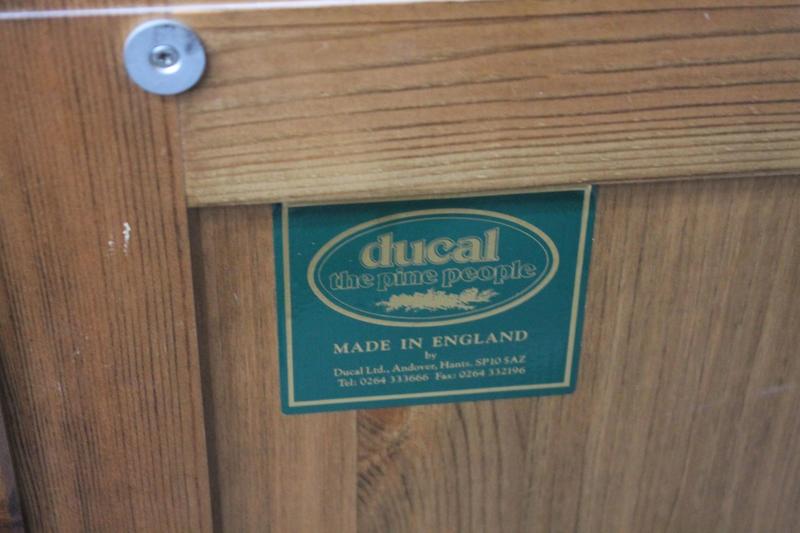 ducal
the pine people
MADE IN ENGLAND
by
Ducal Ltd., Andover, Hants. SP10 5AZ
Tel: 0264 333666 Fax: 0264 332196